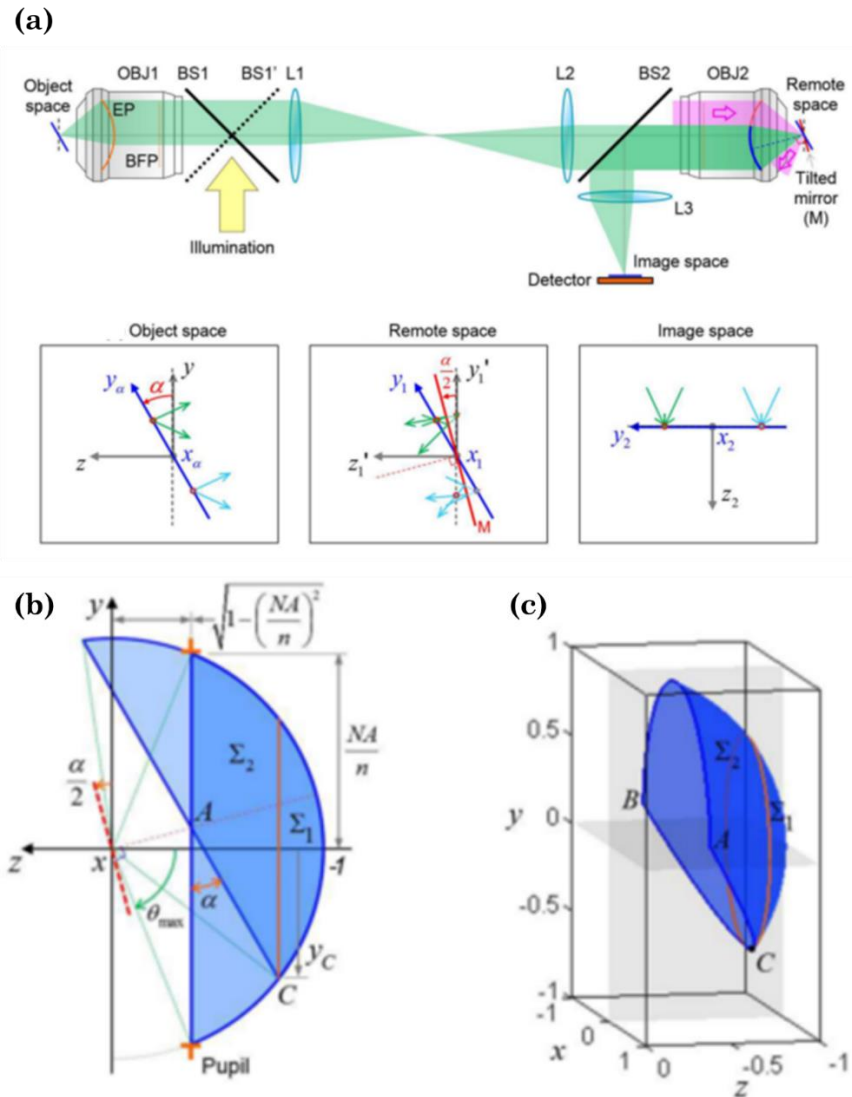 (a)
OBJ1 BS1 BS1' L1
L2 BS2 OBJ2
Object
space
Remote
space
EP
BFP
Illumination
L3
Tilted
mirror
(M)
Image space
Detector
Object space
Remote space
Image space
yα α y
z xα
y1 α/2 y1'
z1' x1
M
y2 x2
z2
(b)
y √1-(NA/n)²
Σ2 NA/n
α/2
A Σ1
z x -1
θmax α yC
C
Pupil
(c)
1
0.5
y 0
-0.5
-1
-1
0
x 1
0
-0.5
z
-1
Σ2
B
Σ1
A
C